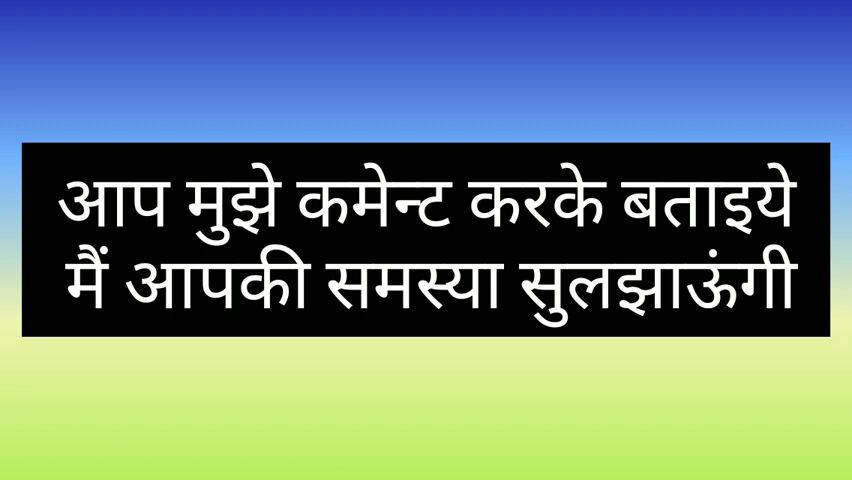 आप मुझे कमेन्ट करके बताइये
मैं आपकी समस्या सुलझाऊंगी